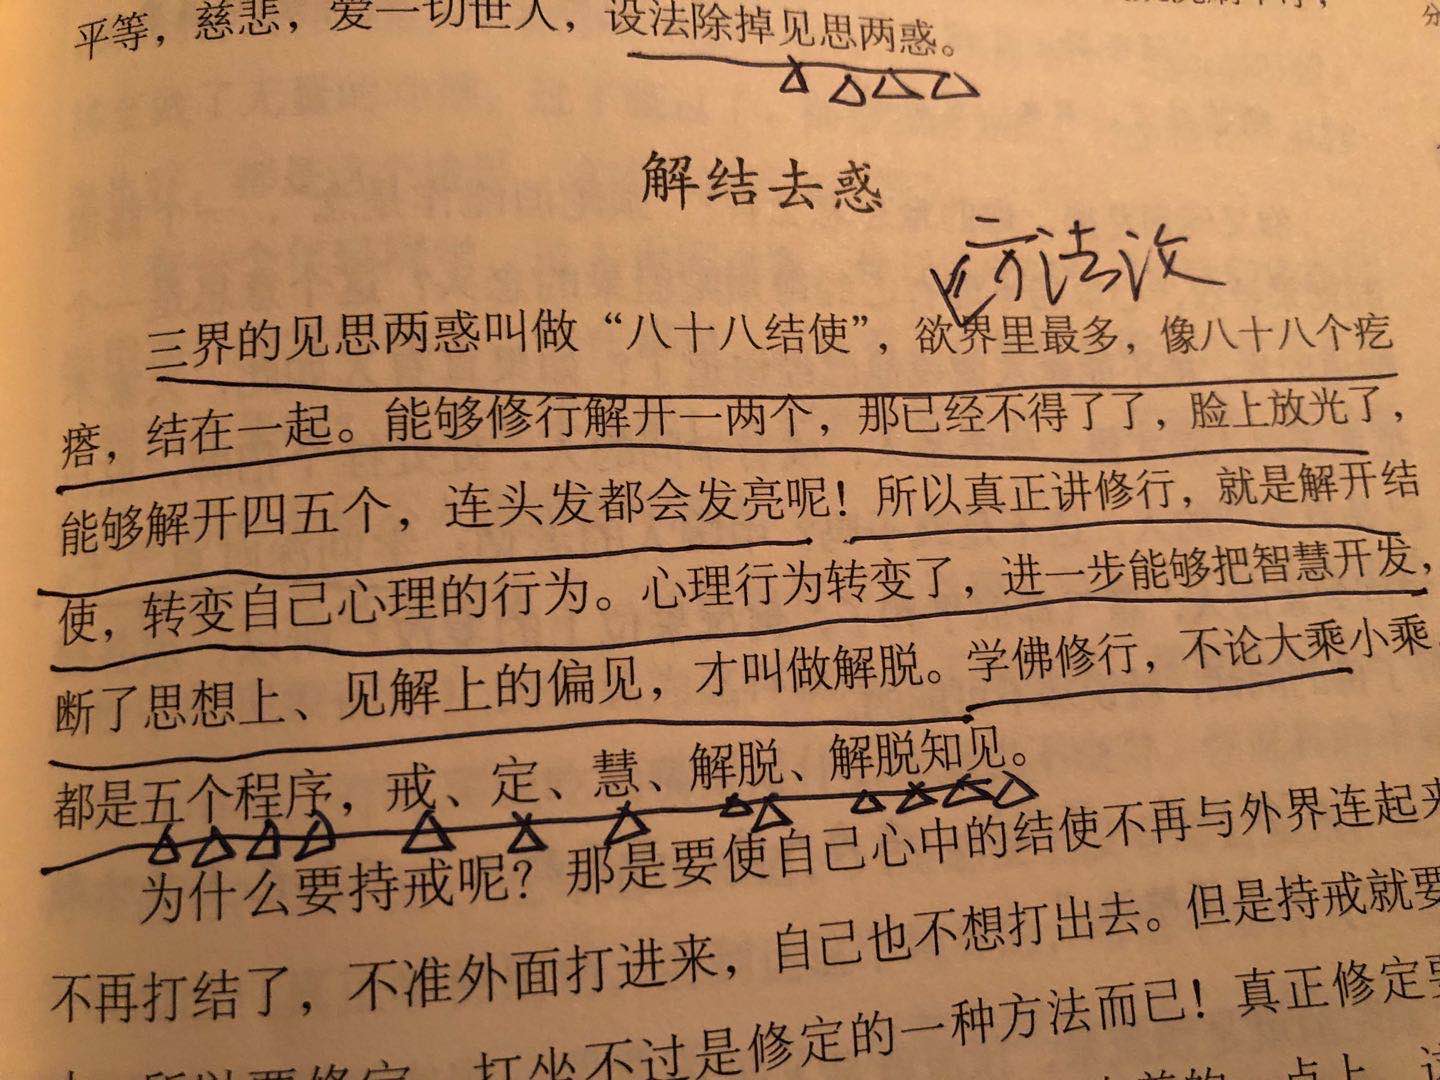 平等，慈悲，爱一切世人，设法除掉见思两惑。
解结去惑
方法论
三界的见思两惑叫做“八十八结使”，欲界里最多，像八十八个疙
瘩，结在一起。能够修行解开一两个，那已经不得了了，脸上放光了，
能够解开四五个，连头发都会发亮呢！所以真正讲修行，就是解开结
使，转变自己心理的行为。心理行为转变了，进一步能够把智慧开发，
断了思想上、见解上的偏见，才叫做解脱。学佛修行，不论大乘小乘
都是五个程序，戒、定、慧、解脱、解脱知见。
为什么要持戒呢？那是要使自己心中的结使不再与外界连起来
不再打结了，不准外面打进来，自己也不想打出去。但是持戒就要
打坐不过是修定的一种方法而已！真正修定要